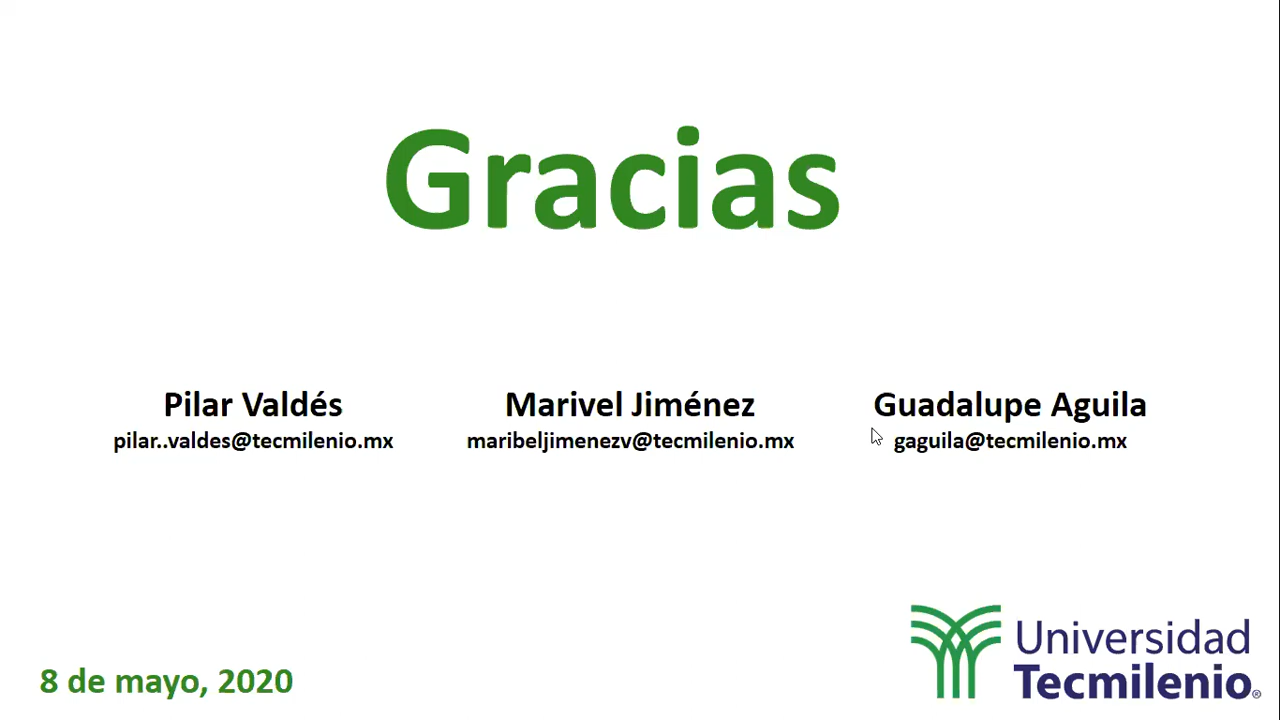 Gracias
Pilar Valdés
pilar..valdes@tecmilenio.mx
Marivel Jiménez
maribeljimenezv@tecmilenio.mx
Guadalupe Aguila
gaguila@tecmilenio.mx
8 de mayo, 2020
Universidad
Tecmilenio®